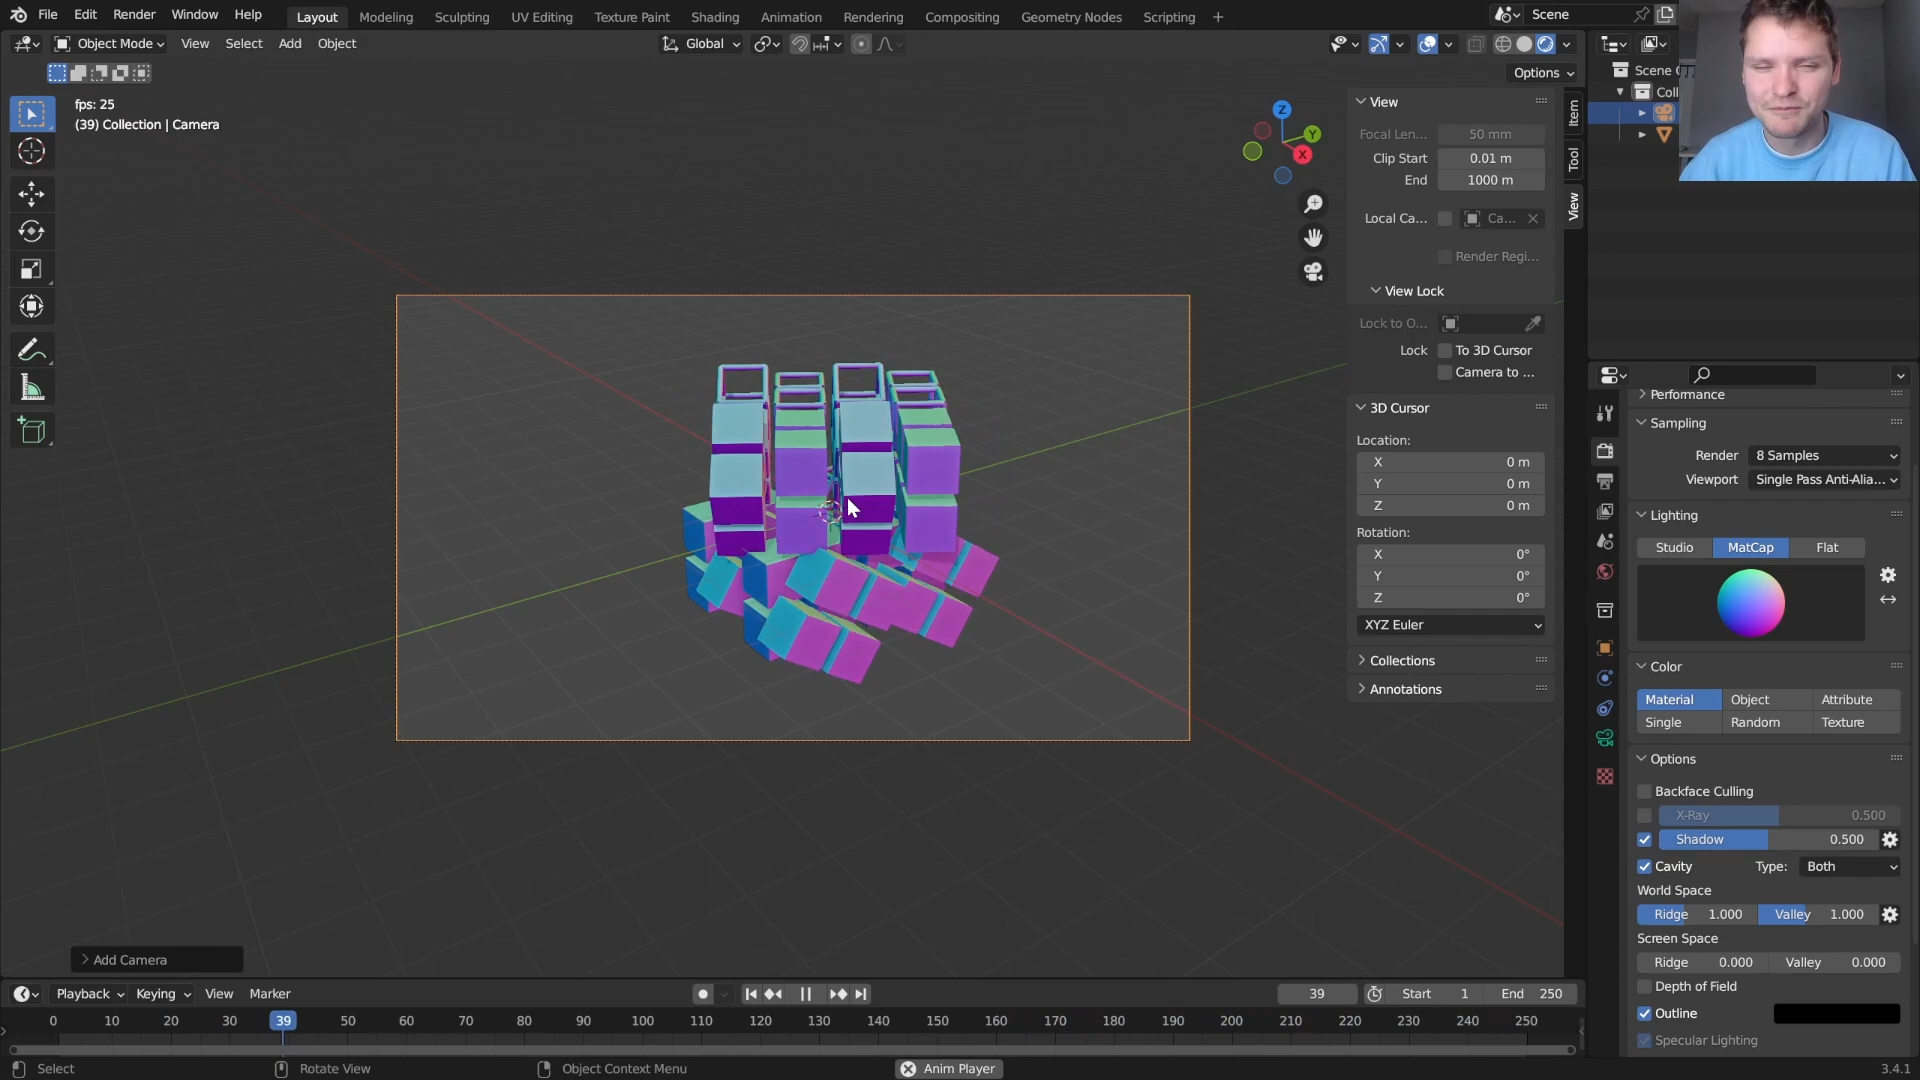 File Edit Render Window Help Layout Modeling Sculpting UV Editing Texture Paint Shading Animation Rendering Compositing Geometry Nodes Scripting + Scene
Object Mode View Select Add Object Global
Options
fps: 25
(39) Collection | Camera
Z
Y
X
View
Focal Len... 50 mm
Clip Start 0.01 m
End 1000 m
Local Ca... Ca...
Render Regi...
View Lock
Lock to O...
Lock To 3D Cursor
Camera to ...
3D Cursor
Location:
X 0 m
Y 0 m
Z 0 m
Rotation:
X 0°
Y 0°
Z 0°
XYZ Euler
Collections
Annotations
Item
Tool
View
Scene
Coll
Performance
Sampling
Render 8 Samples
Viewport Single Pass Anti-Alia...
Lighting
Studio MatCap Flat
Color
Material Object Attribute
Single Random Texture
Options
Backface Culling
X-Ray 0.500
Shadow 0.500
Cavity Type: Both
World Space
Ridge 1.000 Valley 1.000
Screen Space
Ridge 0.000 Valley 0.000
Depth of Field
Outline
Specular Lighting
Add Camera
Playback Keying View Marker 39 Start 1 End 250
0 10 20 30 39 50 60 70 80 90 100 110 120 130 140 150 160 170 180 190 200 210 220 230 240 250
Select Rotate View Object Context Menu Anim Player 3.4.1